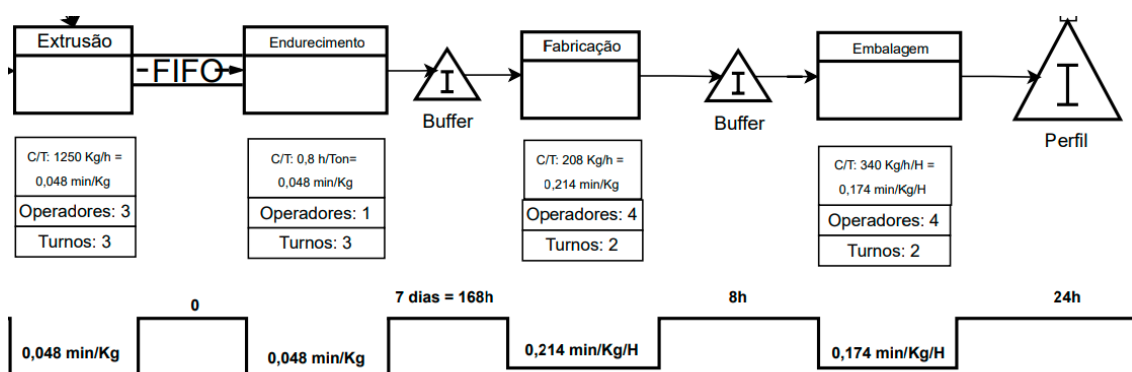 Extrusão
FIFO
Endurecimento
I
Buffer
Fabricação
I
Buffer
Embalagem
I
Perfil
C/T: 1250 Kg/h =
0,048 min/Kg
Operadores: 3
Turnos: 3
C/T: 0,8 h/Ton=
0,048 min/Kg
Operadores: 1
Turnos: 3
C/T: 208 Kg/h =
0,214 min/Kg
Operadores: 4
Turnos: 2
C/T: 340 Kg/h/H =
0,174 min/Kg/H
Operadores: 4
Turnos: 2
0,048 min/Kg
0
0,048 min/Kg
7 dias = 168h
0,214 min/Kg/H
8h
0,174 min/Kg/H
24h